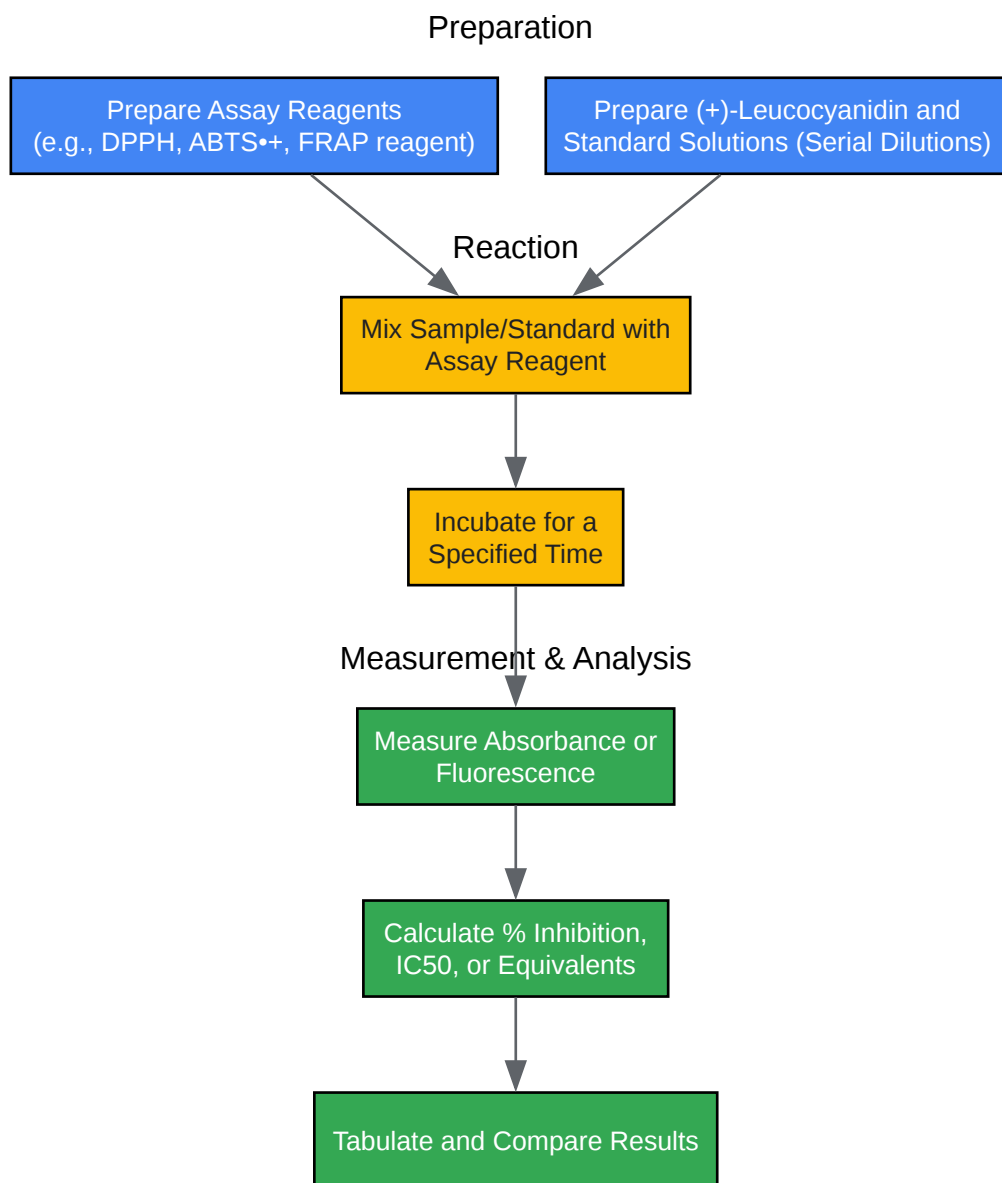 Preparation
Prepare Assay Reagents
(e.g., DPPH, ABTS•+, FRAP reagent)
Prepare (+)-Leucocyanidin and
Standard Solutions (Serial Dilutions)
Reaction
Mix Sample/Standard with
Assay Reagent
Incubate for a
Specified Time
Measurement & Analysis
Measure Absorbance or
Fluorescence
Calculate % Inhibition,
IC50, or Equivalents
Tabulate and Compare Results